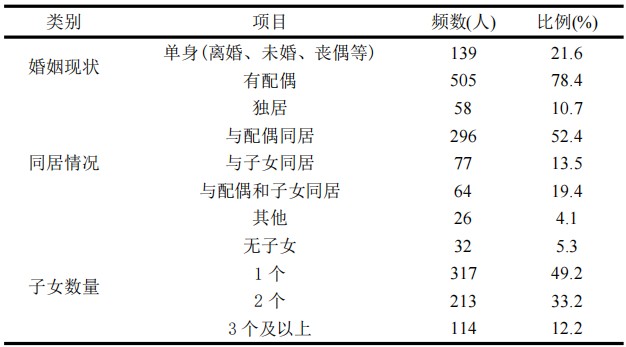 类别 项目 频数(人) 比例(%)
婚姻现状 单身(离婚、未婚、丧偶等) 139 21.6
有配偶 505 78.4
同居情况 独居 58 10.7
与配偶同居 296 52.4
与子女同居 77 13.5
与配偶和子女同居 64 19.4
其他 26 4.1
子女数量 无子女 32 5.3
1个 317 49.2
2个 213 33.2
3个及以上 114 12.2